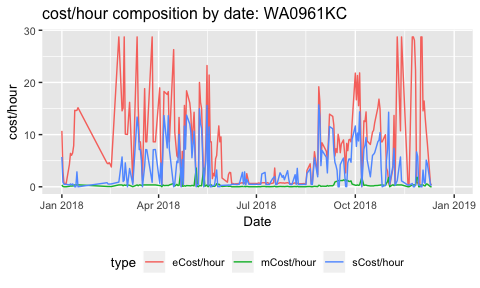 cost/hour composition by date: WA0961KC
cost/hour
30
20
10
0
Jan 2018 Apr 2018 Jul 2018 Oct 2018 Jan 2019
Date
type eCost/hour mCost/hour sCost/hour